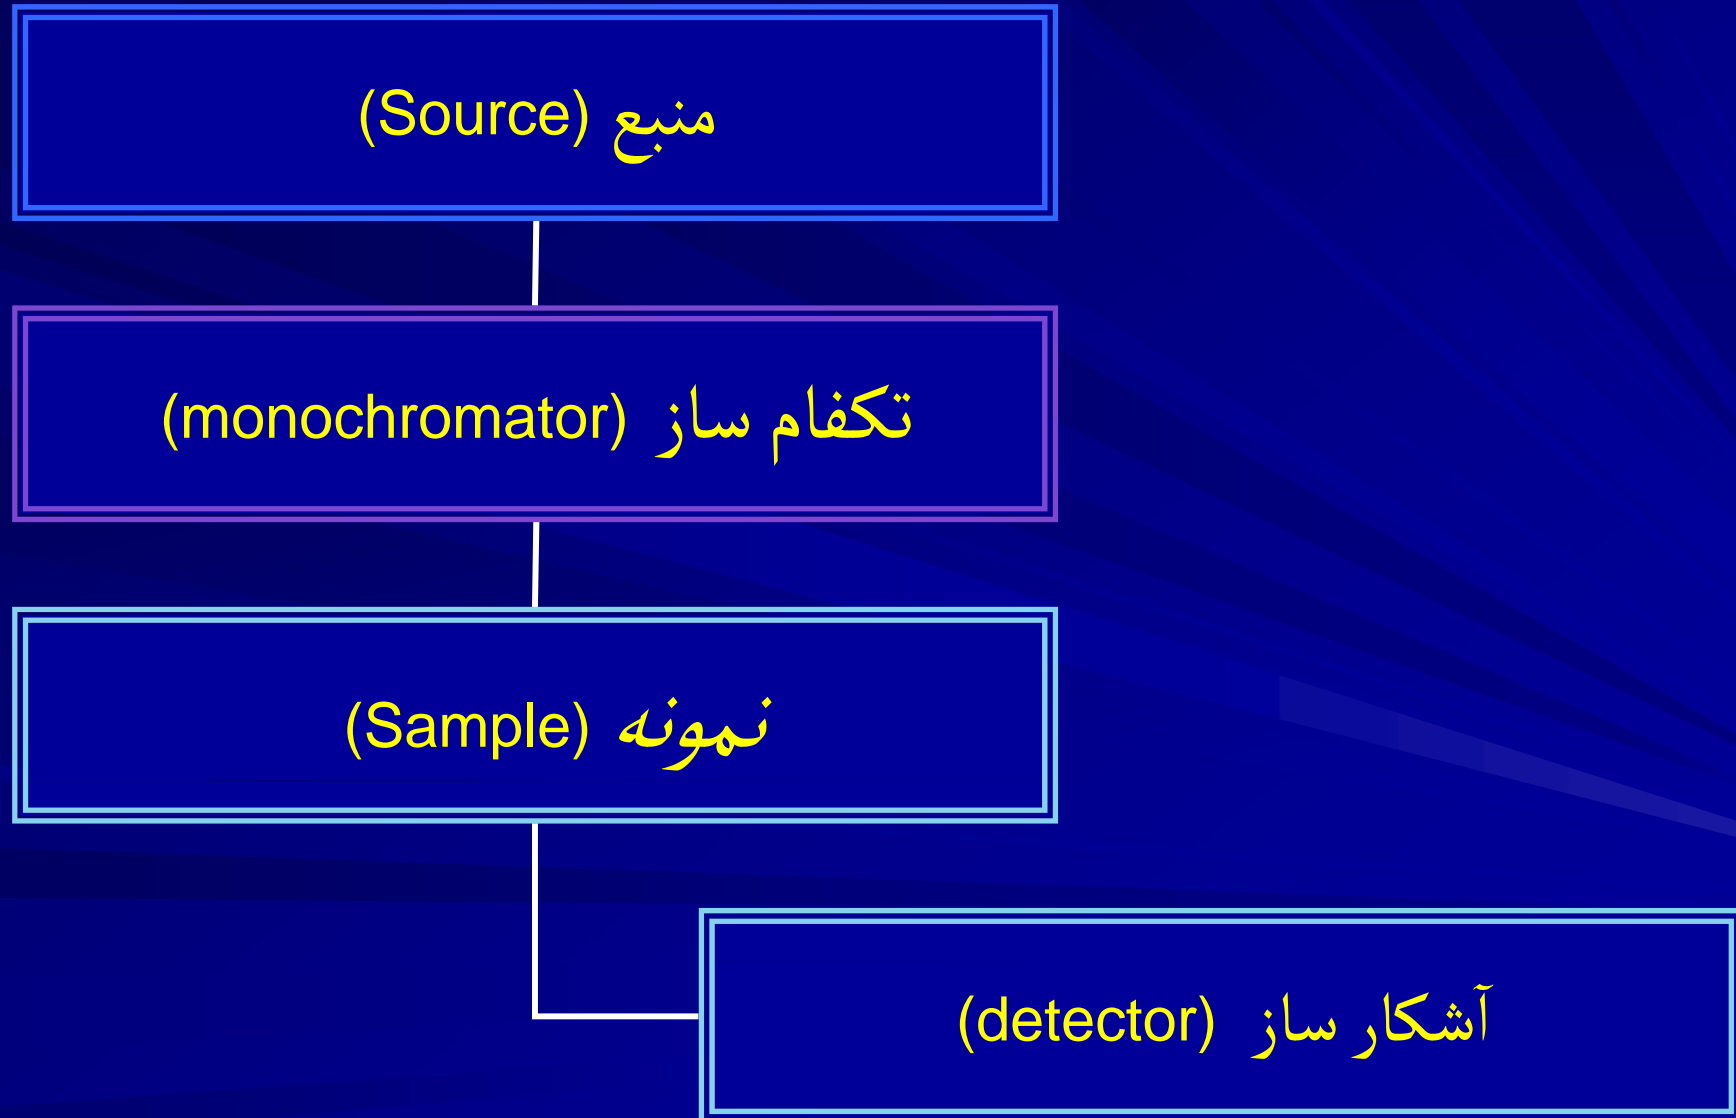 منبع (Source)
تکفام ساز (monochromator)
نمونه (Sample)
آشکار ساز (detector)